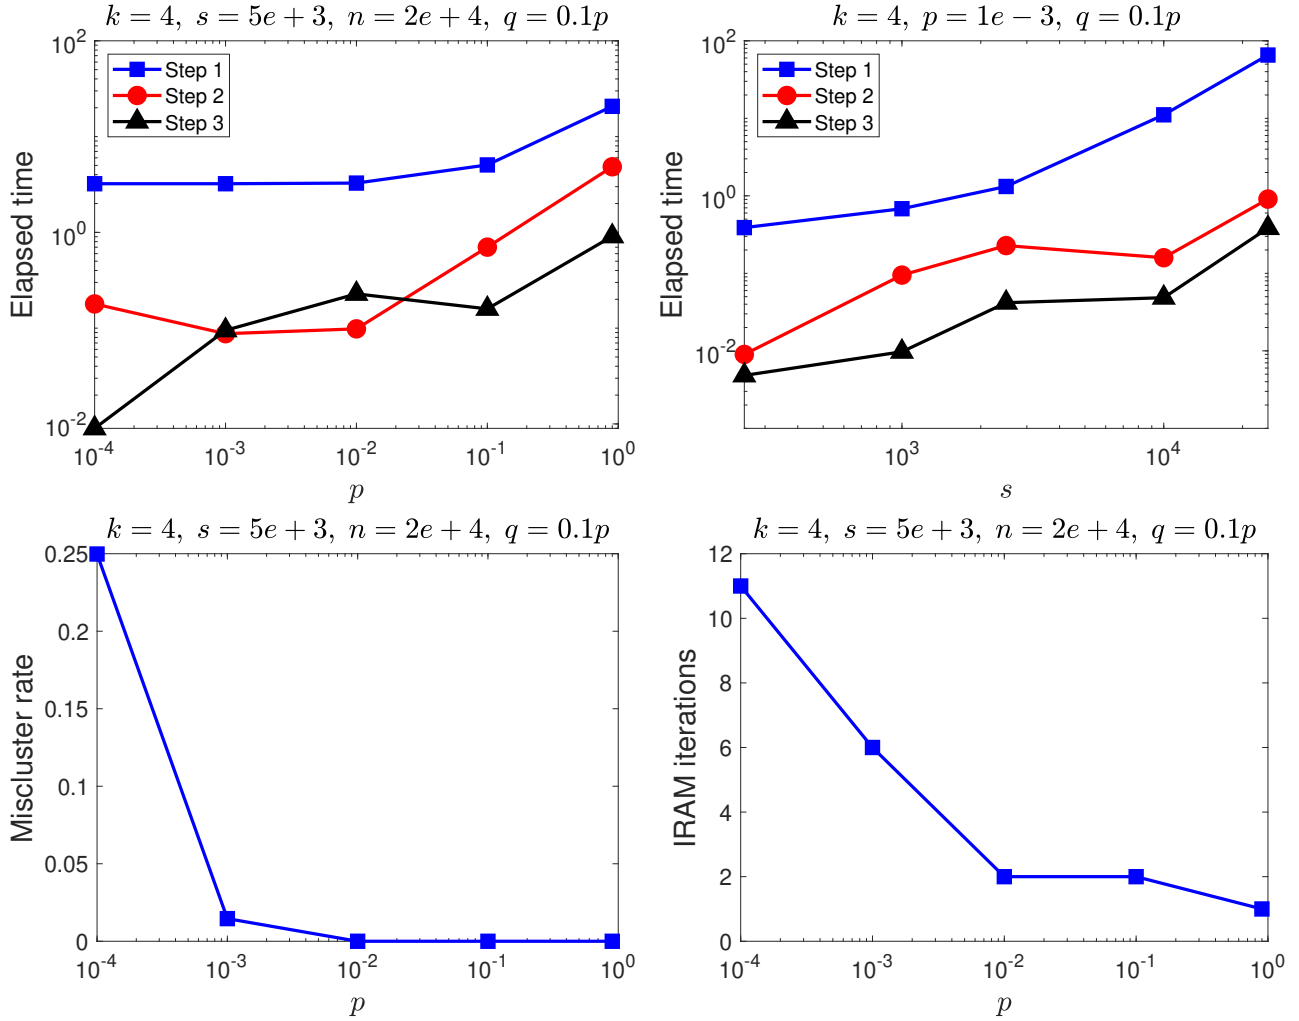 k = 4, s = 5e + 3, n = 2e + 4, q = 0.1p
10^2
10^0
10^-2
Elapsed time
Step 1
Step 2
Step 3
10^-4 10^-3 10^-2 10^-1 10^0
p
k = 4, p = 1e − 3, q = 0.1p
10^2
10^0
10^-2
Elapsed time
Step 1
Step 2
Step 3
10^3 10^4
s
k = 4, s = 5e + 3, n = 2e + 4, q = 0.1p
0.25
0.2
0.15
0.1
0.05
0
Miscluster rate
10^-4 10^-3 10^-2 10^-1 10^0
p
k = 4, s = 5e + 3, n = 2e + 4, q = 0.1p
12
10
8
6
4
2
0
IRAM iterations
10^-4 10^-3 10^-2 10^-1 10^0
p